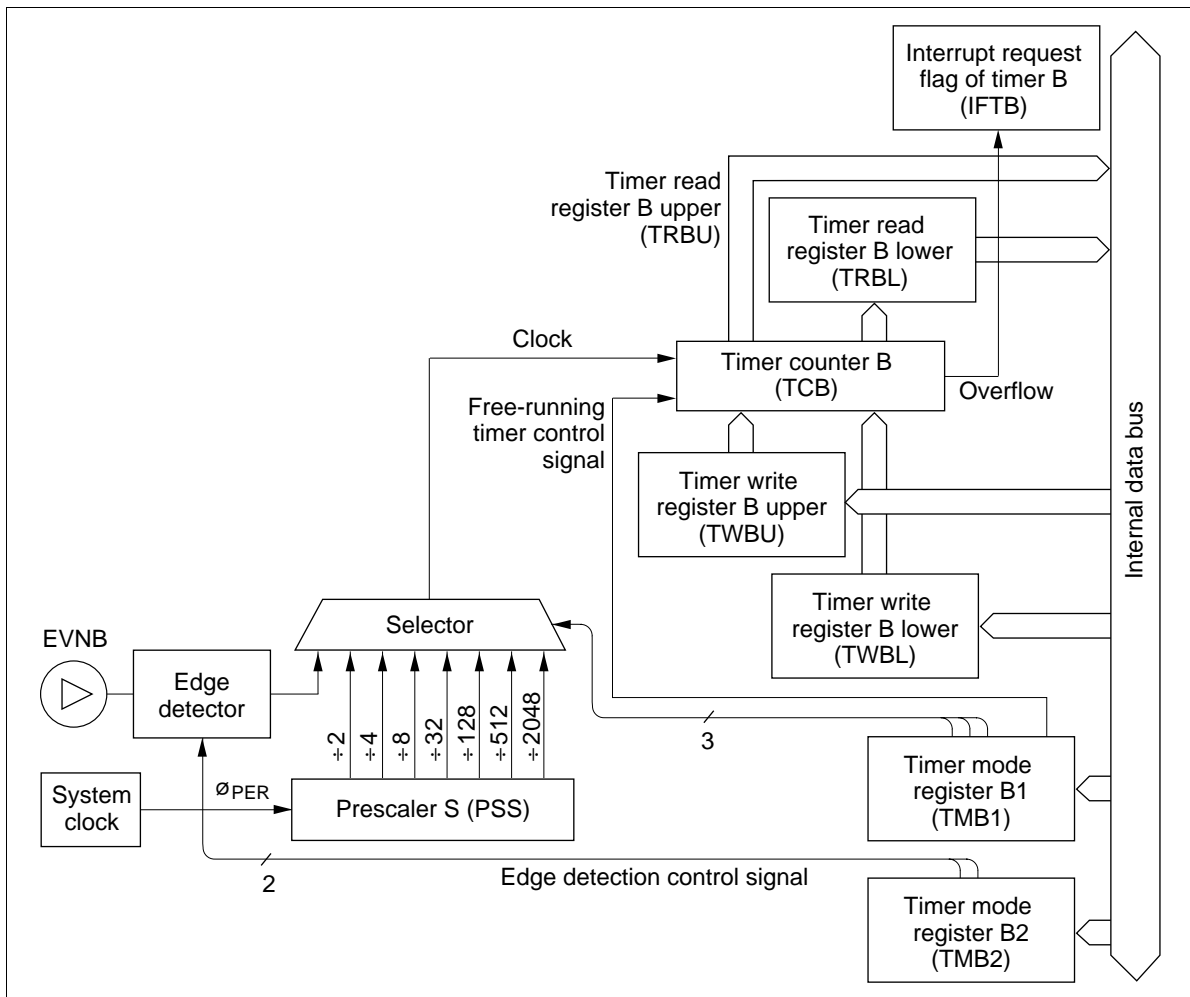 Interrupt request
flag of timer B
(IFTB)
Timer read
register B upper
(TRBU)
Timer read
register B lower
(TRBL)
Clock
Timer counter B
(TCB)
Overflow
Free-running
timer control
signal
Timer write
register B upper
(TWBU)
Internal data bus
Timer write
register B lower
(TWBL)
Selector
EVNB
Edge
detector
÷2
÷4
÷8
÷32
÷128
÷512
÷2048
3
Timer mode
register B1
(TMB1)
System
clock
ØPER
Prescaler S (PSS)
2
Edge detection control signal
Timer mode
register B2
(TMB2)